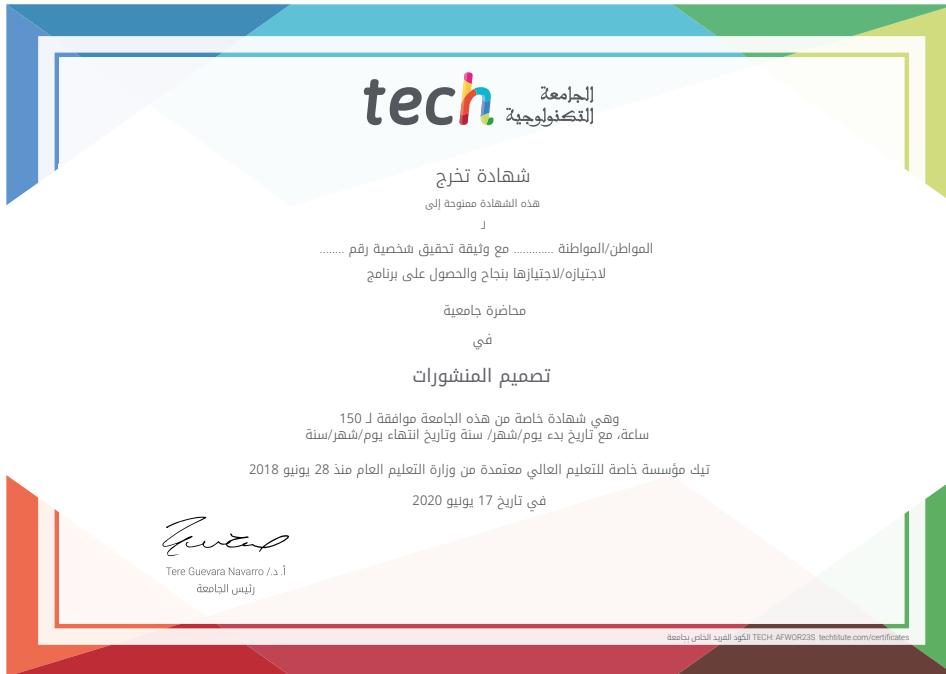 tech الجامعة
التكنولوجية
شهادة تخرج
هذه الشهادة ممنوحة إلى
لـ
المواطن/المواطنة ............. مع وثيقة تحقيق شخصية رقم ........
لاجتيازه/لاجتيازها بنجاح والحصول على برنامج
محاضرة جامعية
في
تصميم المنشورات
وهي شهادة خاصة من هذه الجامعة موافقة لـ 150
ساعة، مع تاريخ بدء يوم/شهر/ سنة وتاريخ انتهاء يوم/شهر/سنة
تيك مؤسسة خاصة للتعليم العالي معتمدة من وزارة التعليم العام منذ 28 يونيو 2018
في تاريخ 17 يونيو 2020
أ. د./ Tere Guevara Navarro
رئيس الجامعة
الكود الفريد الخاص بجامعة TECH: AFWOR23S techtitute.com/certificates